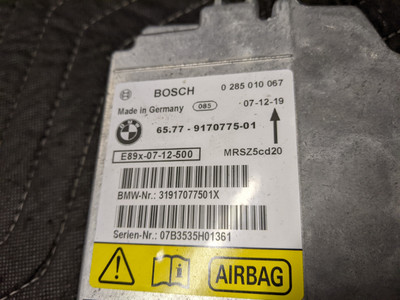 BOSCH
0 285 010 067
Made in Germany
085
07-12-19
BMW
65.77 - 9170775-01
E89x-07-12-500
MRSZ5cd20
BMW-Nr.: 31917077501X
Serien-Nr.: 07B3535H01361
AIRBAG